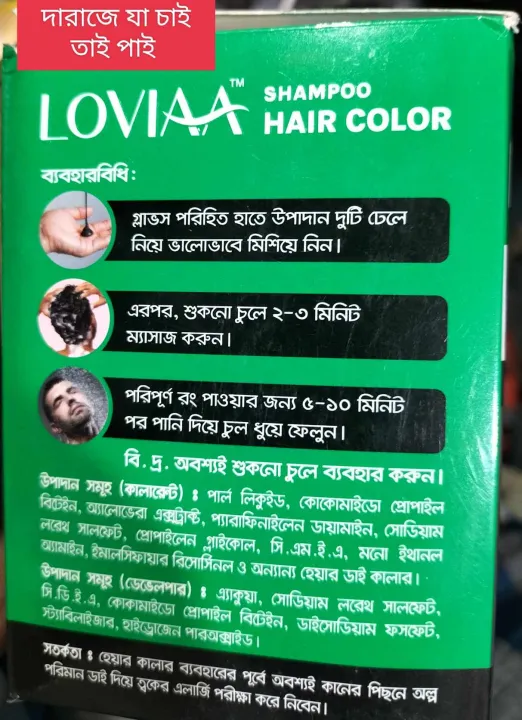 দারাজে যা চাই
তাই পাই
LOVIAA™ SHAMPOO
HAIR COLOR
ব্যবহারবিধি:
গ্লাভস পরিহিত হাতে উপাদান দুটি ঢেলে
নিয়ে ভালোভাবে মিশিয়ে নিন।
এরপর, শুকনো চুলে ২-৩ মিনিট
ম্যাসাজ করুন।
পরিপূর্ণ রং পাওয়ার জন্য ৫-১০ মিনিট
পর পানি দিয়ে চুল ধুয়ে ফেলুন।
বি. দ্র. অবশ্যই শুকনো চুলে ব্যবহার করুন।
উপাদান সমূহ (কালারেন্ট) : পার্ল লিকুইড, কোকোমাইডো প্রোপাইল
বিটেইন, অ্যালোভেরা এক্সট্রাক্ট, প্যারাফিনাইলেন ডায়ামাইন, সোডিয়াম
লরেথ সালফেট, প্রোপাইলেন গ্লাইকোল, সি.এম.ই.এ, মনো ইথানল
অ্যামাইন, ইমালসিফায়ার রিসোর্সিনল ও অন্যান্য হেয়ার ডাই কালার।
উপাদান সমূহ (ডেভেলপার) : এ্যাকুয়া, সোডিয়াম লরেথ সালফেট,
সি.ডি.ই.এ, কোকামাইডো প্রোপাইল বিটেইন, ডাইসোডিয়াম ফসফেট,
স্ট্যাবিলাইজার, হাইড্রোজেন পারঅক্সাইড।
সতর্কতা : হেয়ার কালার ব্যবহারের পূর্বে অবশ্যই কানের পিছনে অল্প
পরিমান ডাই দিয়ে ত্বকের এলার্জি পরীক্ষা করে নিবেন।